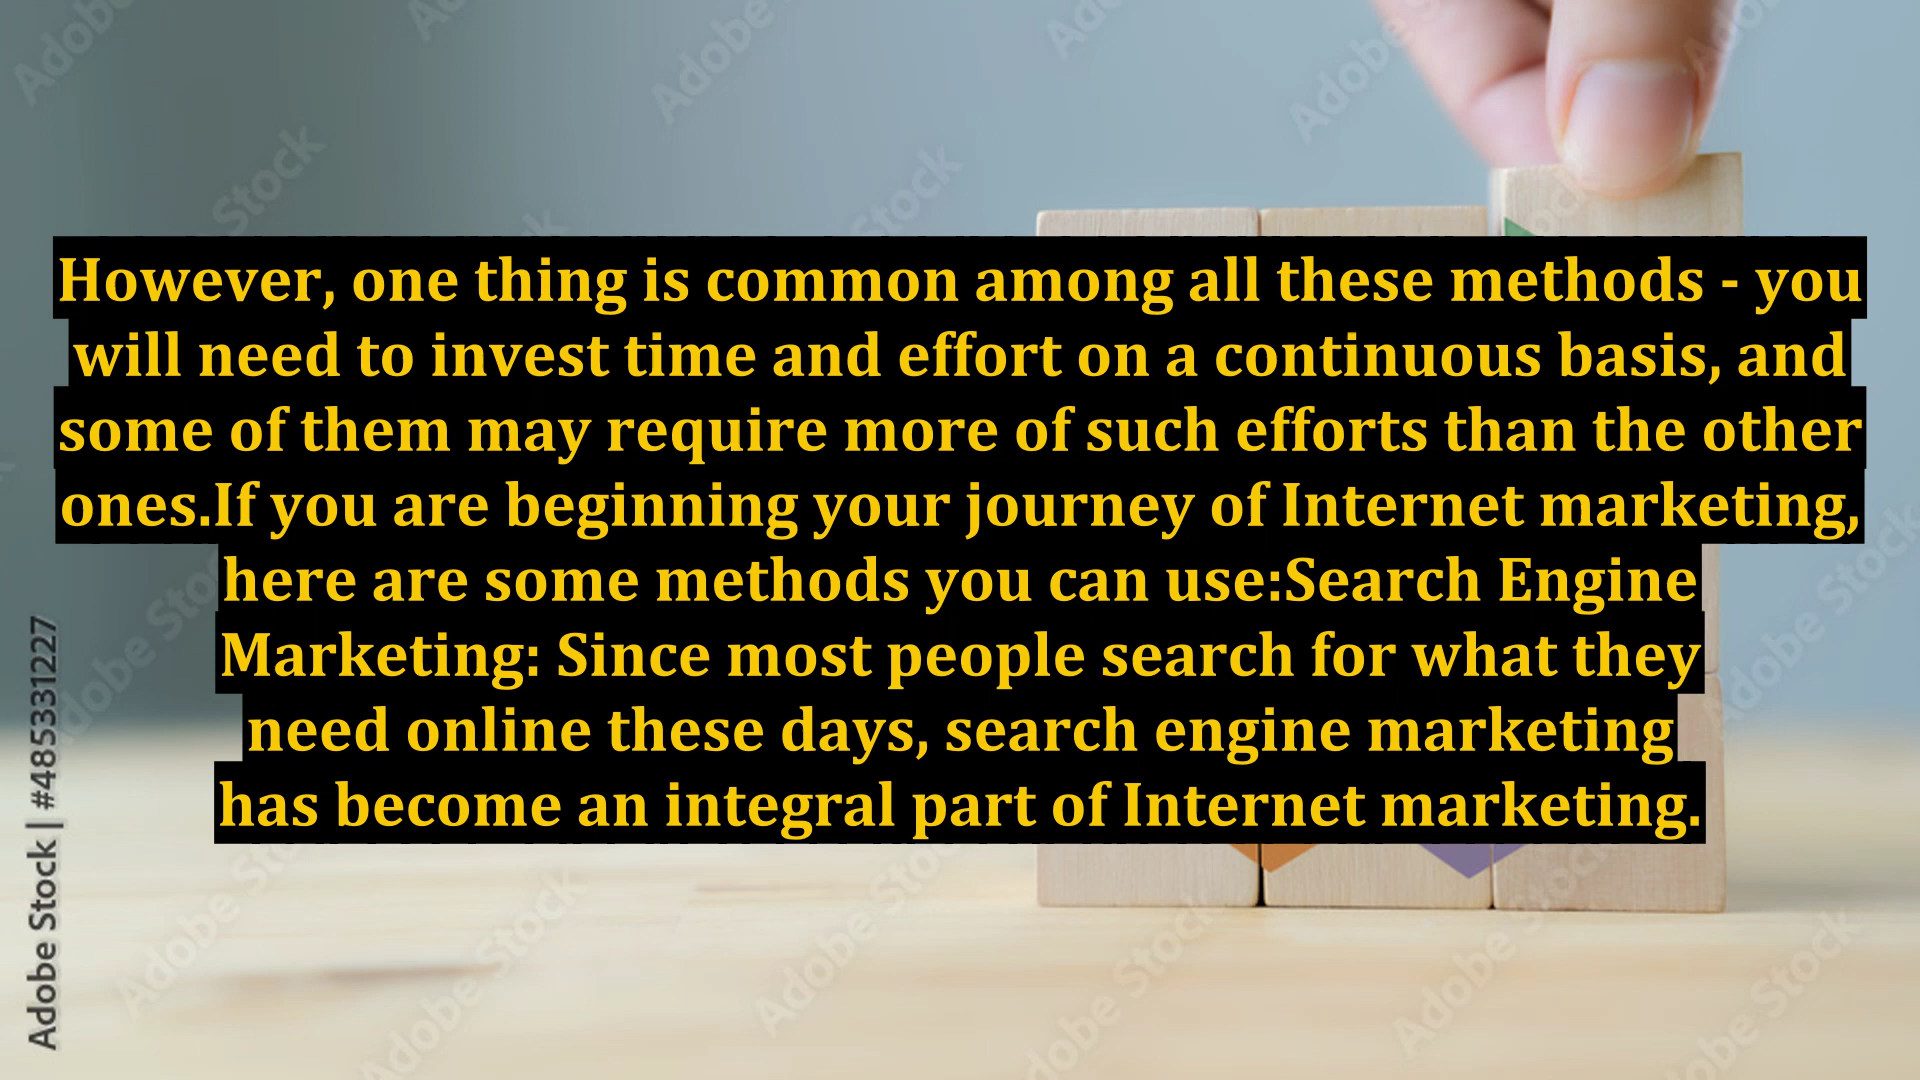 However, one thing is common among all these methods - you
will need to invest time and effort on a continuous basis, and
some of them may require more of such efforts than the other
ones.If you are beginning your journey of Internet marketing,
here are some methods you can use:Search Engine
Marketing: Since most people search for what they
need online these days, search engine marketing
has become an integral part of Internet marketing.
Adobe Stock | #485331227
Adobe Stock